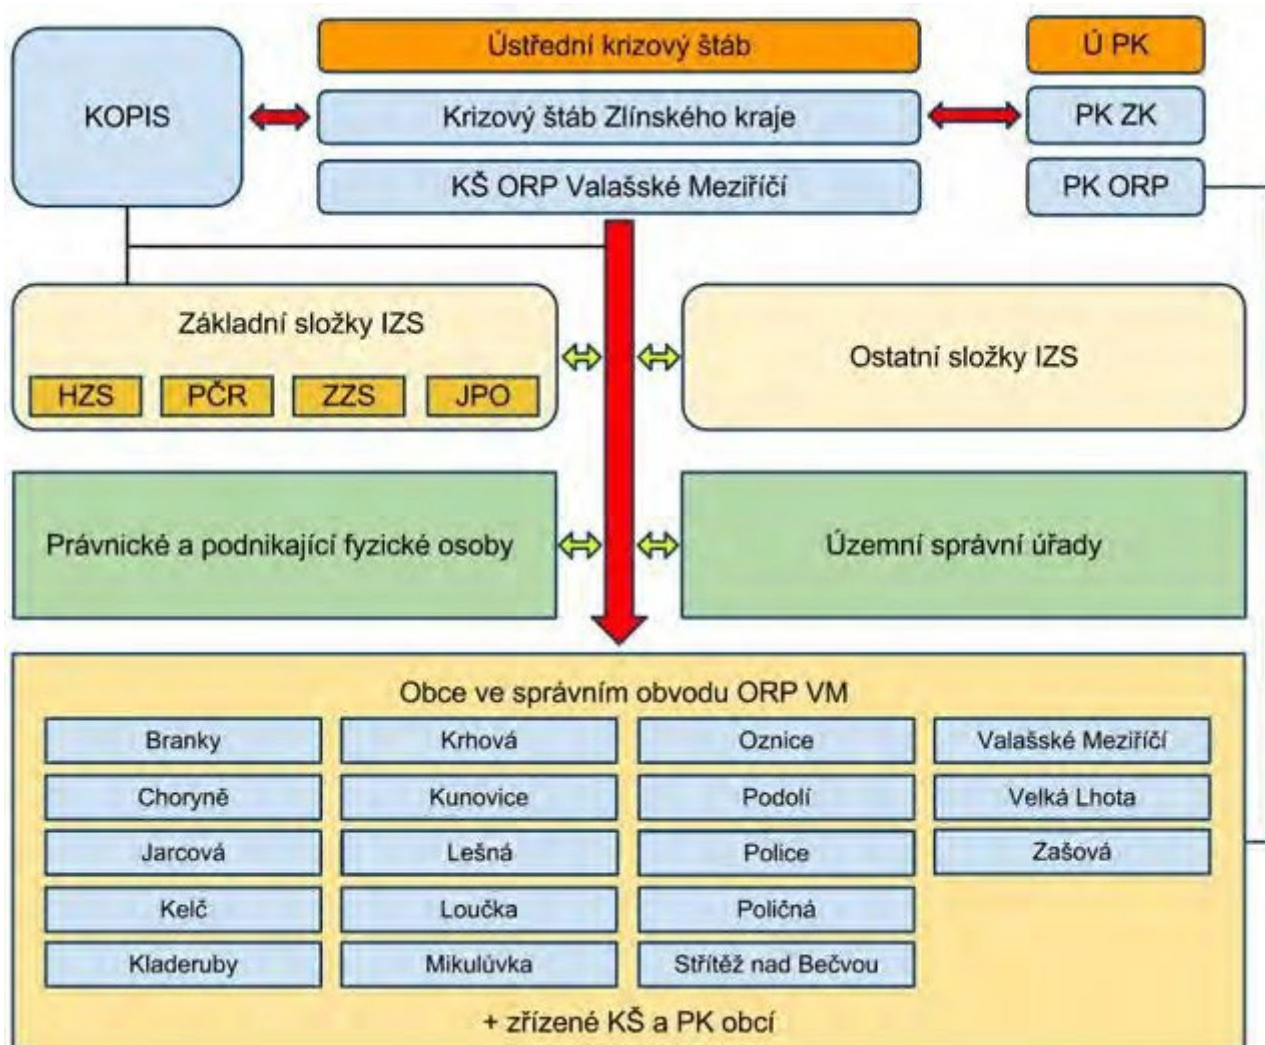 KOPIS
Ústřední krizový štáb
Ú PK
Krizový štáb Zlínského kraje
PK ZK
KŠ ORP Valašské Meziříčí
PK ORP
Základní složky IZS
HZS
PČR
ZZS
JPO
Ostatní složky IZS
Právnické a podnikající fyzické osoby
Územní správní úřady
Obce ve správním obvodu ORP VM
Branky
Krhová
Oznice
Valašské Meziříčí
Choryně
Kunovice
Podolí
Velká Lhota
Jarcová
Lešná
Police
Zašová
Kelč
Loučka
Poličná
Kladeruby
Mikulůvka
Střítěž nad Bečvou
+ zřízené KŠ a PK obcí